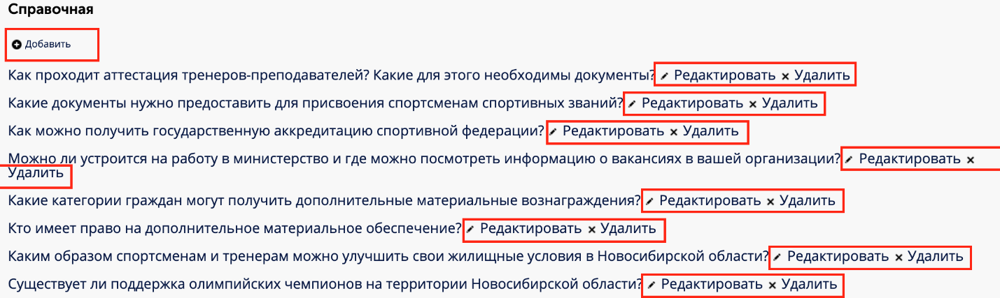 Справочная
Добавить
Как проходит аттестация тренеров-преподавателей? Какие для этого необходимы документы? Редактировать × Удалить
Какие документы нужно предоставить для присвоения спортсменам спортивных званий? Редактировать × Удалить
Как можно получить государственную аккредитацию спортивной федерации? Редактировать × Удалить
Можно ли устроится на работу в министерство и где можно посмотреть информацию о вакансиях в вашей организации? Редактировать ×
Удалить
Какие категории граждан могут получить дополнительные материальные вознаграждения? Редактировать × Удалить
Кто имеет право на дополнительное материальное обеспечение? Редактировать × Удалить
Каким образом спортсменам и тренерам можно улучшить свои жилищные условия в Новосибирской области? Редактировать × Удалить
Существует ли поддержка олимпийских чемпионов на территории Новосибирской области? Редактировать × Удалить